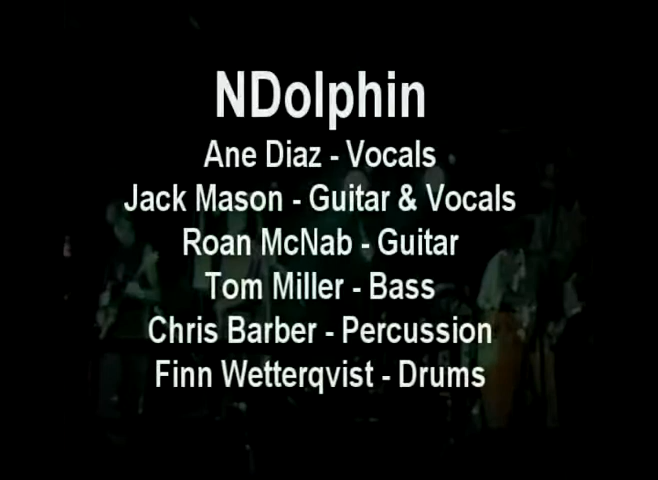 NDolphin
Ane Diaz - Vocals
Jack Mason - Guitar & Vocals
Roan McNab - Guitar
Tom Miller - Bass
Chris Barber - Percussion
Finn Wetterqvist - Drums